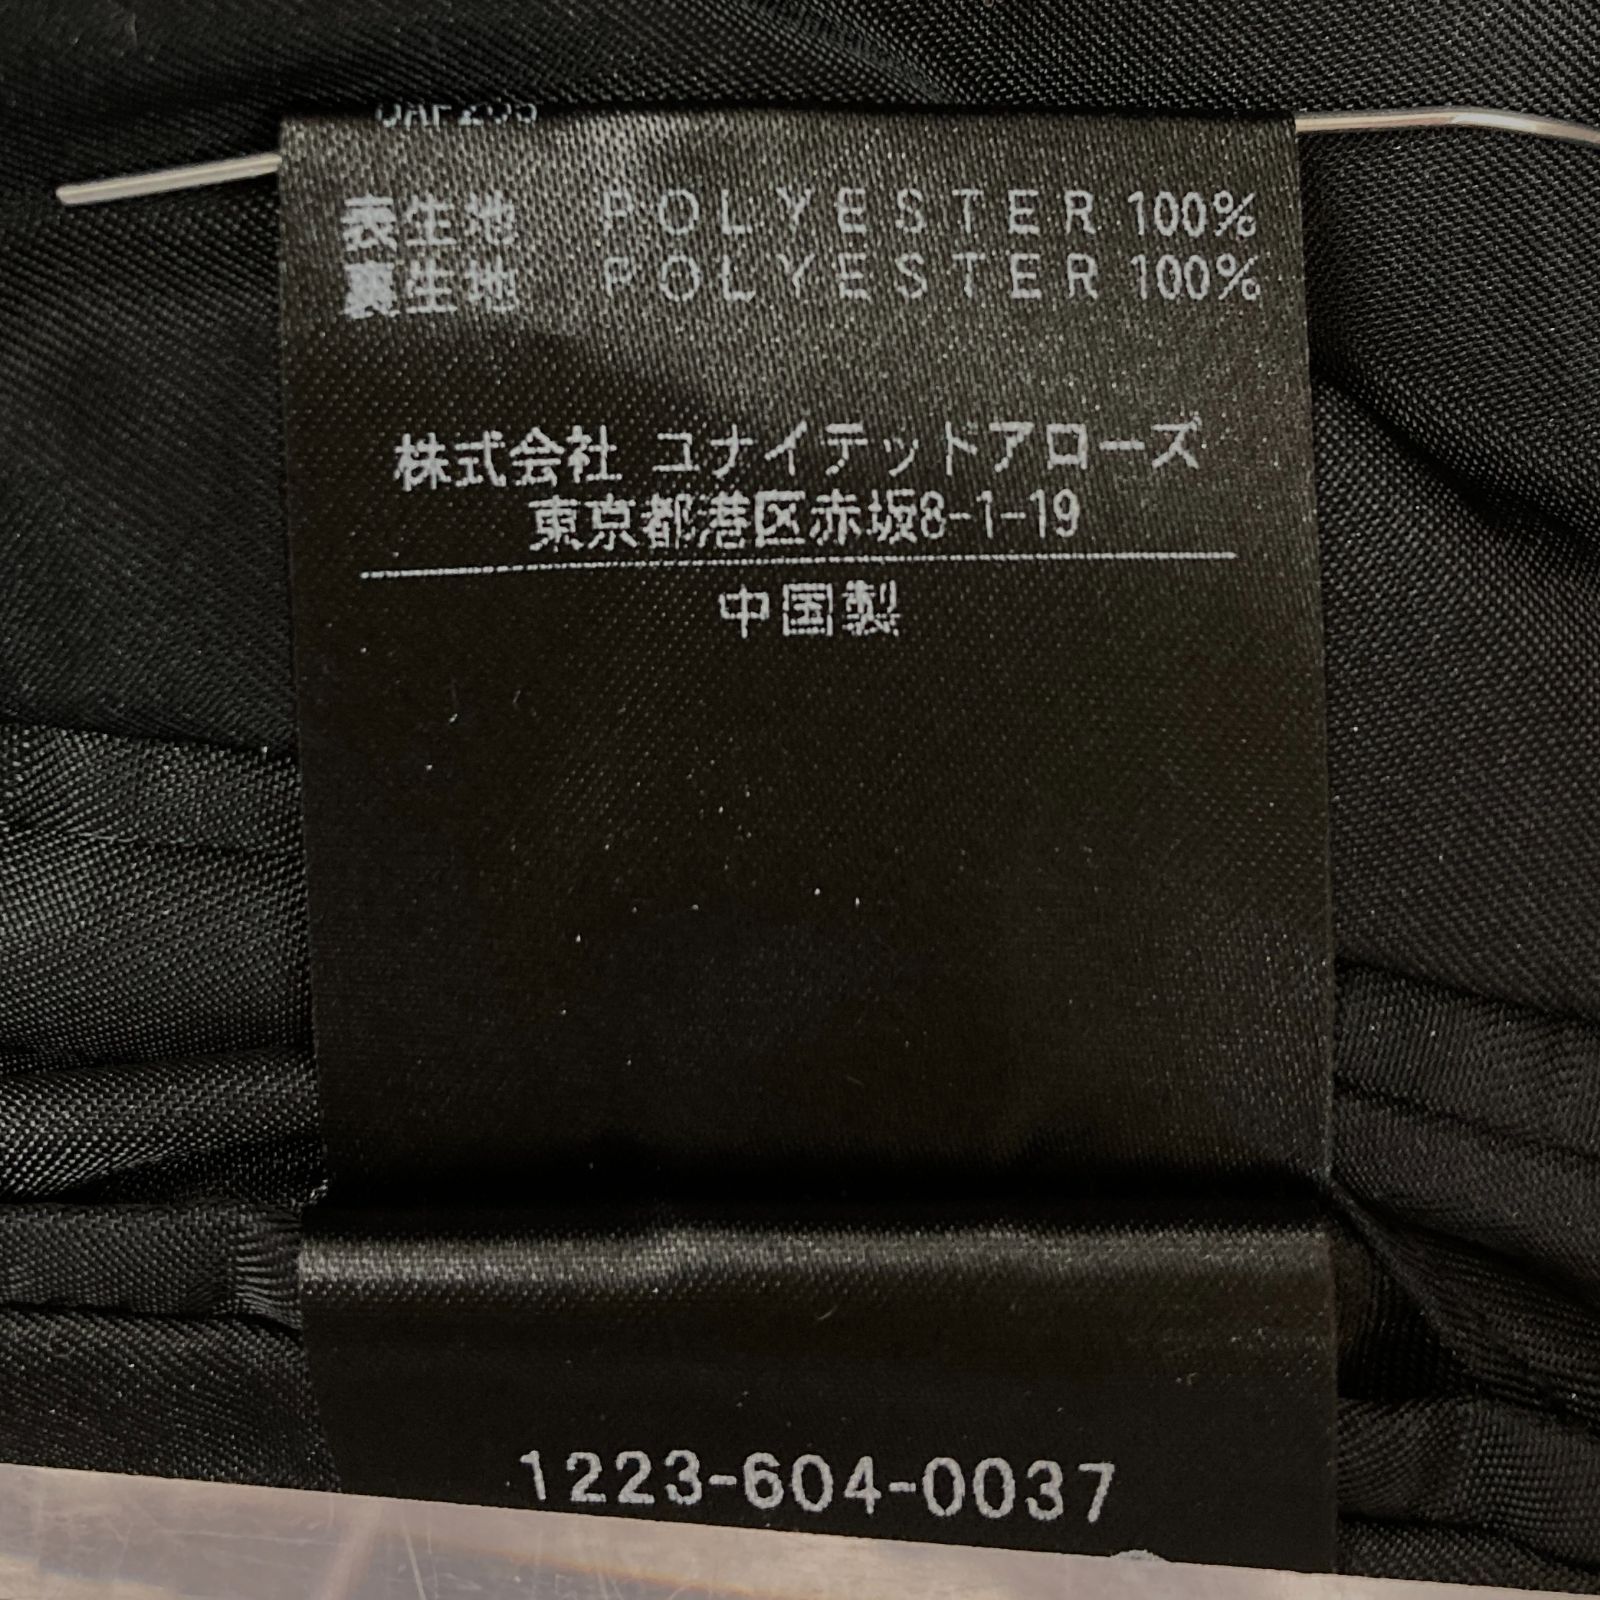 表生地 POLYESTER 100%
裏生地 POLYESTER 100%
株式会社 ユナイテッドアローズ
東京都港区赤坂8-1-19
中国製
1223-604-0037